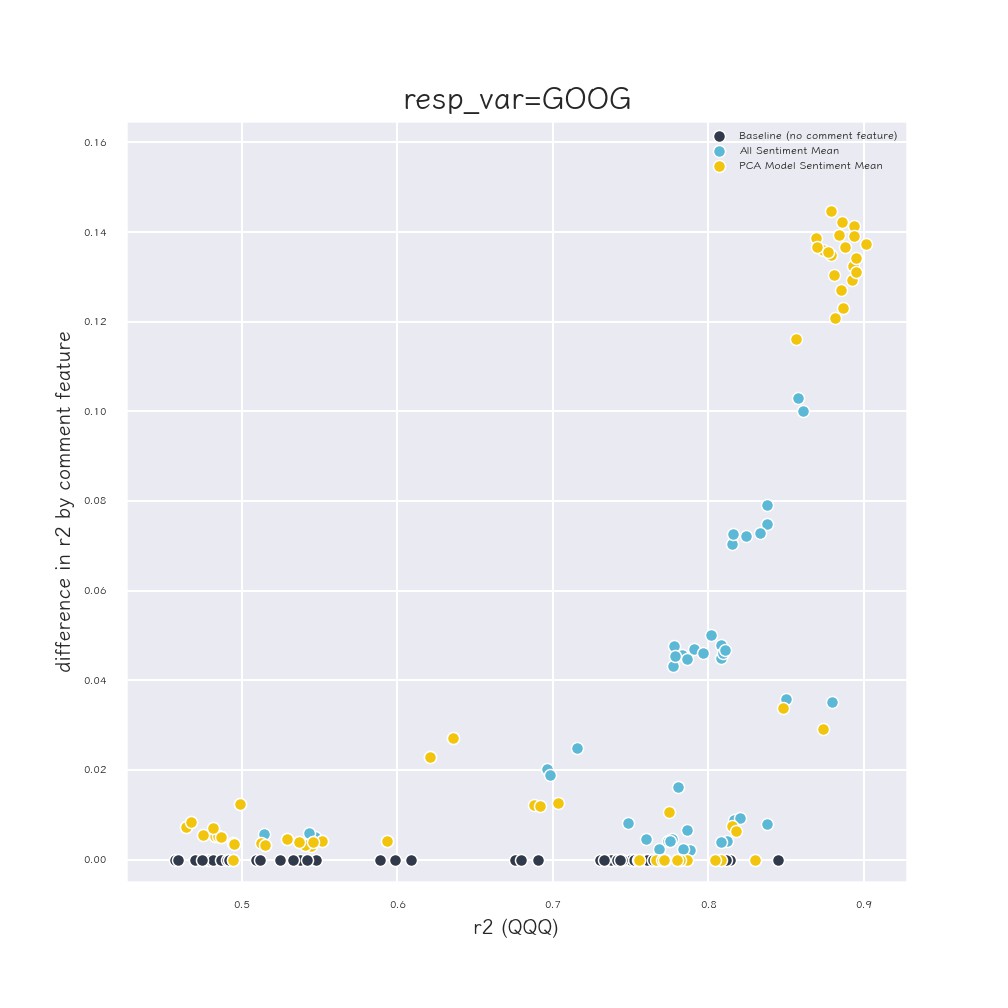 resp_var=GOOG
Baseline (no comment feature)
All Sentiment Mean
PCA Model Sentiment Mean
difference in r2 by comment feature
0.16
0.14
0.12
0.10
0.08
0.06
0.04
0.02
0.00
0.5 0.6 0.7 0.8 0.9
r2 (QQQ)